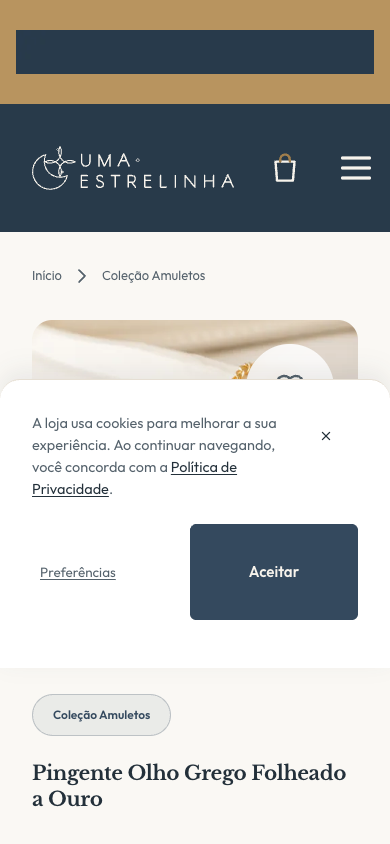 UMA
ESTRELINHA
Início
Coleção Amuletos
A loja usa cookies para melhorar a sua
experiência. Ao continuar navegando,
você concorda com a Política de
Privacidade.
Preferências
Aceitar
Coleção Amuletos
Pingente Olho Grego Folheado
a Ouro